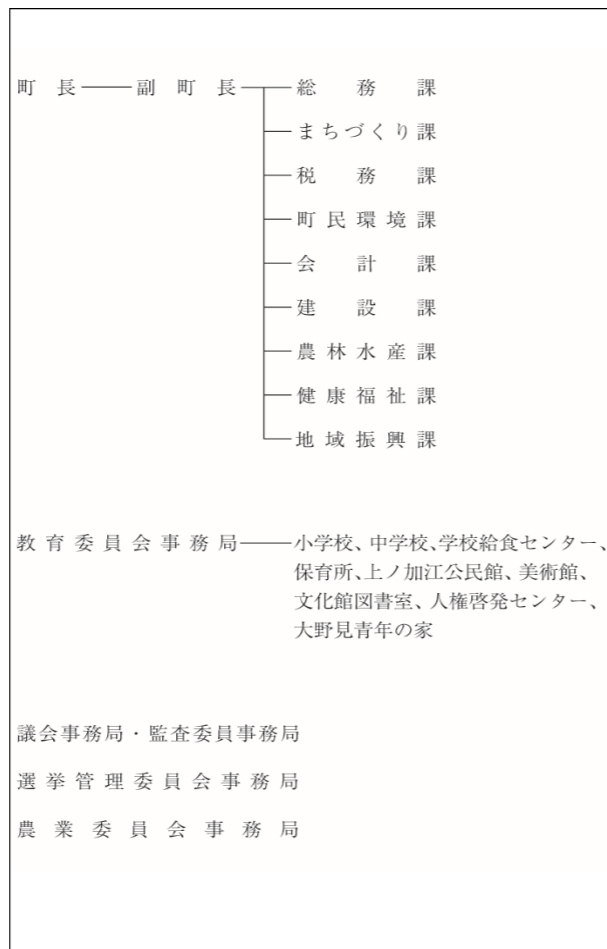 町長 副町長 総務課
まちづくり課
税務課
町民環境課
会計課
建設課
農林水産課
健康福祉課
地域振興課
教育委員会事務局 小学校、中学校、学校給食センター、
保育所、上ノ加江公民館、美術館、
文化館図書室、人権啓発センター、
大野見青年の家
議会事務局・監査委員事務局
選挙管理委員会事務局
農業委員会事務局